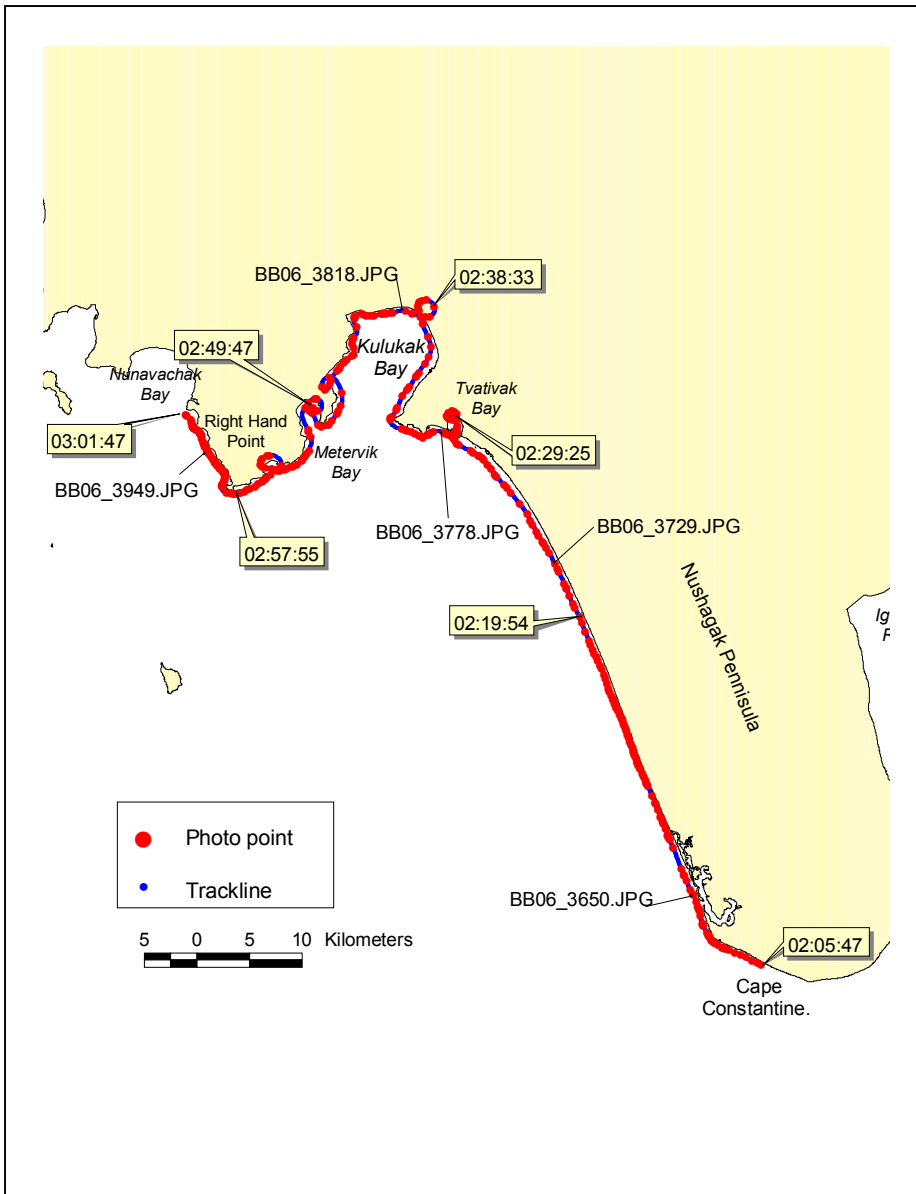 BB06_3818.JPG
02:38:33
02:49:47
Kulukak
Bay
Nunavachak
Bay
Tvativak
Bay
Right Hand
Point
03:01:47
Metervik
Bay
02:29:25
BB06_3949.JPG
BB06_3778.JPG
BB06_3729.JPG
02:57:55
Nushagak Pennisula
Ig
R
02:19:54
Photo point
Trackline
BB06_3650.JPG
5 0 5 10 Kilometers
02:05:47
Cape
Constantine.